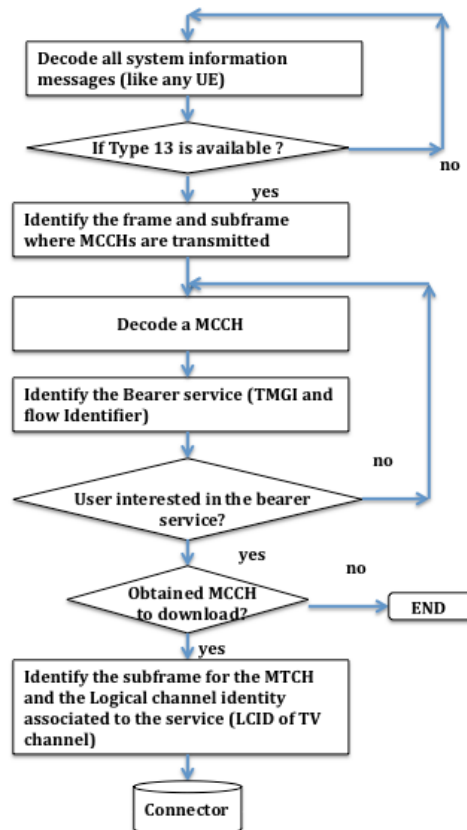 Decode all system information
messages (like any UE)
If Type 13 is available ?
no
yes
Identify the frame and subframe
where MCCHs are transmitted
Decode a MCCH
Identify the Bearer service (TMGI and
flow Identifier)
no
User interested in the bearer
service?
yes
no
Obtained MCCH
to download?
END
yes
Identify the subframe for the MTCH
and the Logical channel identity
associated to the service (LCID of TV
channel)
Connector